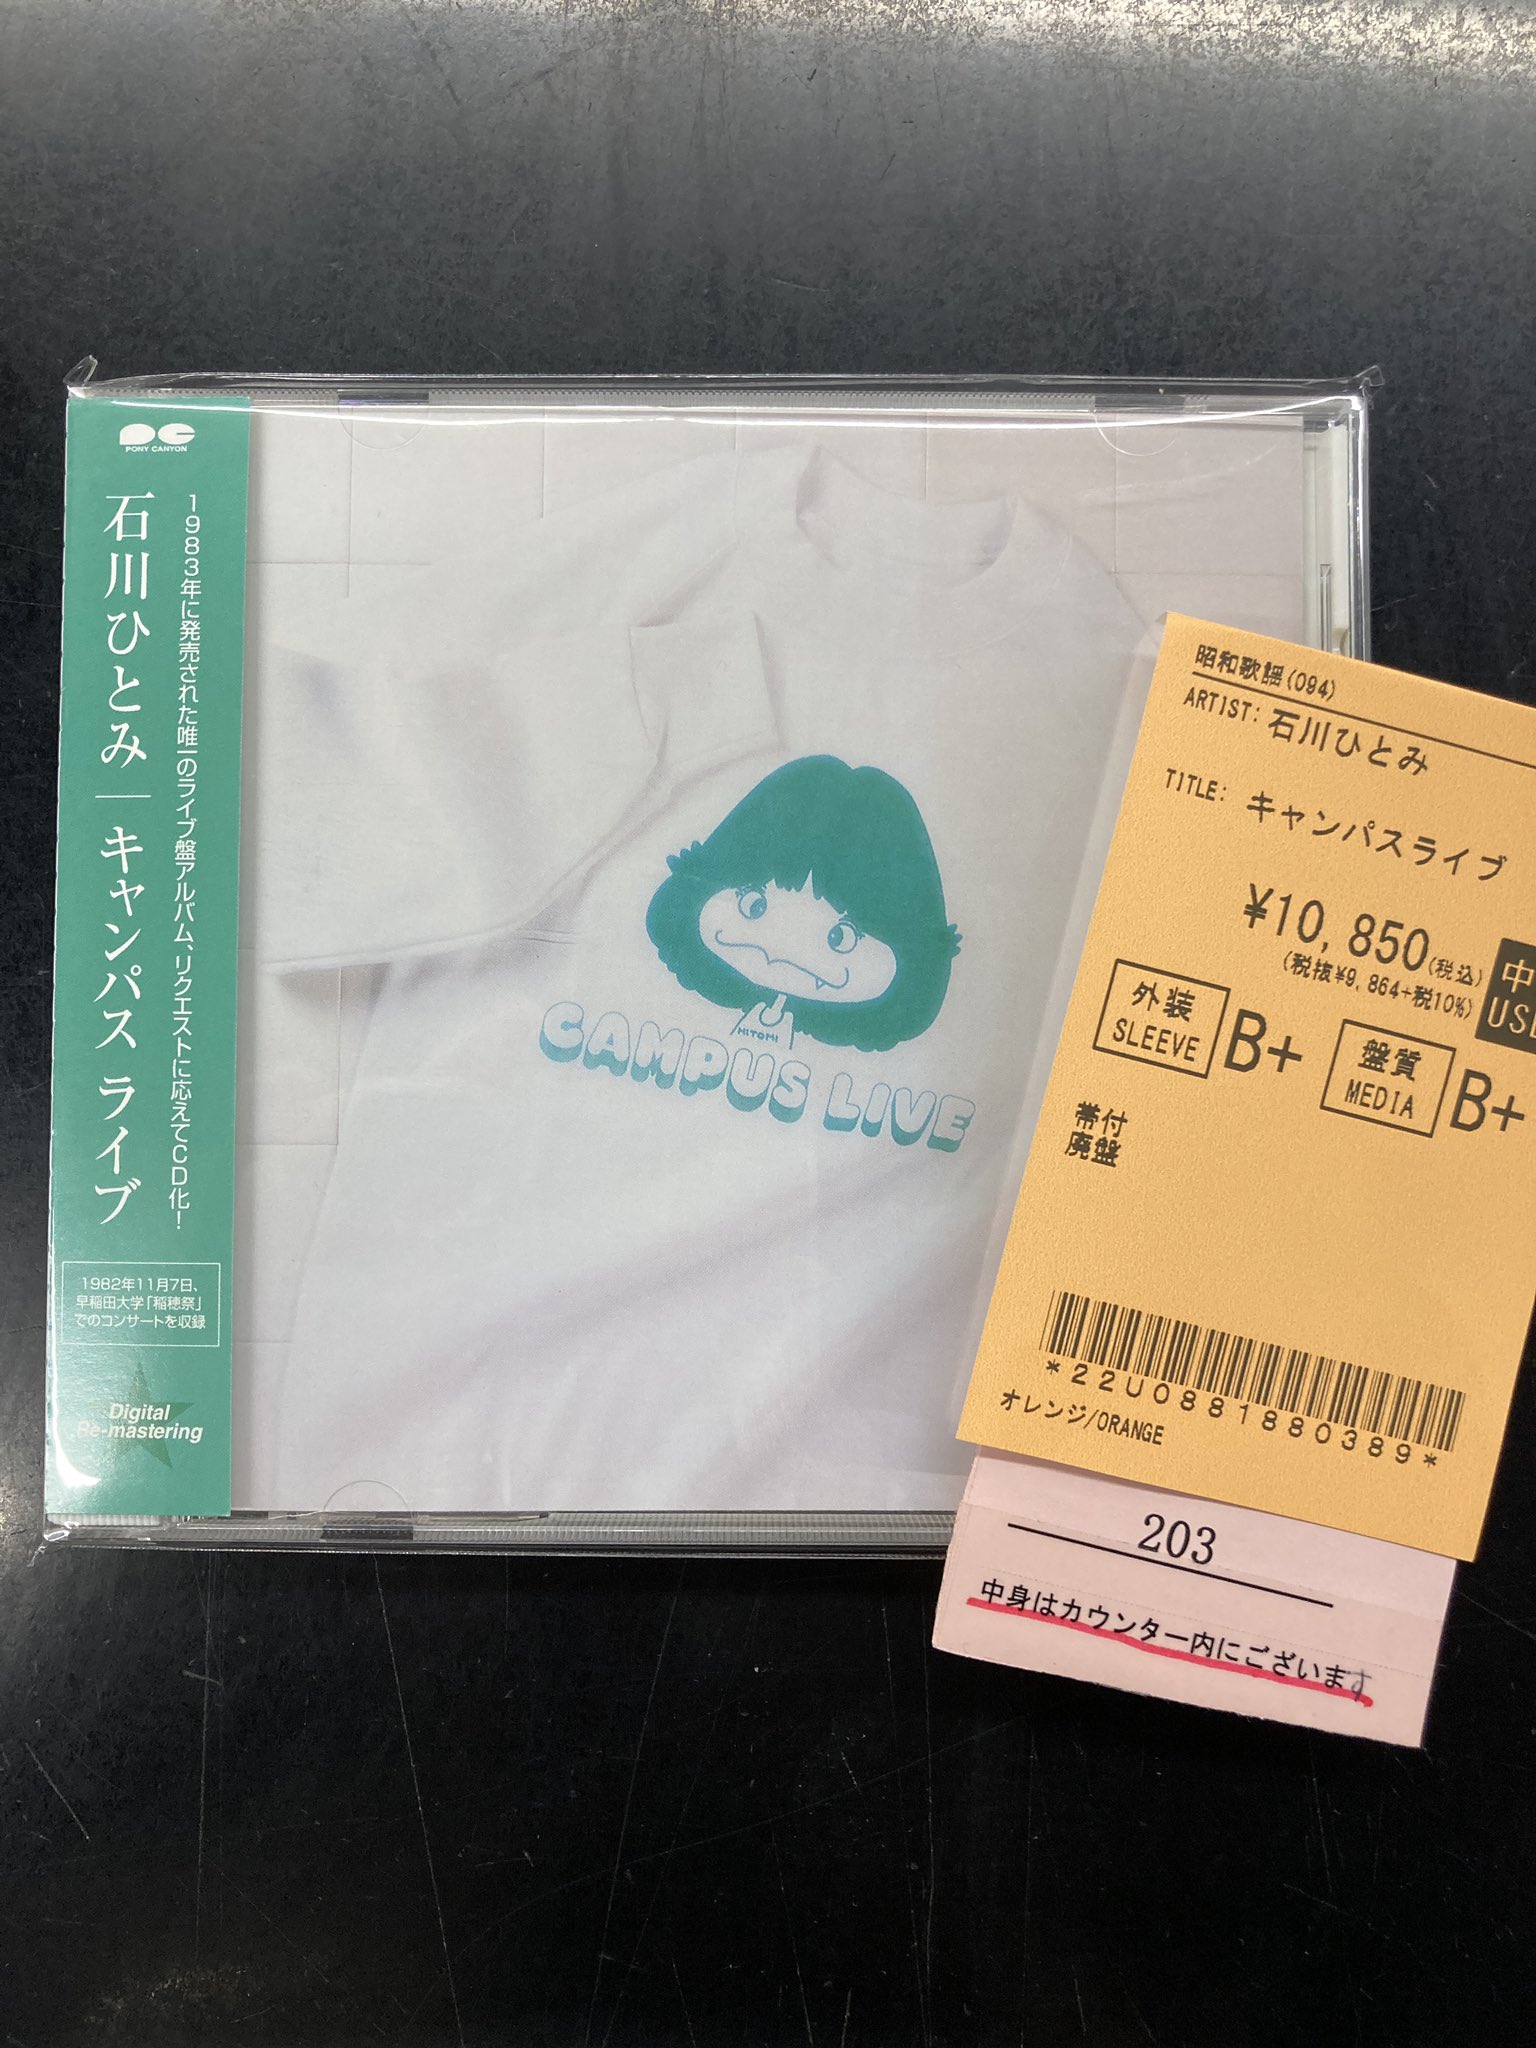 PONY CANYON
石川ひとみ｜キャンパス ライブ
1983年に発売された唯一のライブ盤アルバム、リクエストに応えてCD化！
1982年11月7日、
早稲田大学「稲穂祭」
でのコンサートを収録
Digital
Re-mastering
HITOMI
CAMPUS LIVE
昭和歌謡(094)
ARTIST: 石川ひとみ
TITLE: キャンパスライブ
¥10,850(税込)
(税抜¥9,864+税10%)
中
外装
SLEEVE
B+
盤質
MEDIA
B+
帯付
廃盤
*22U0881880389*
オレンジ/ORANGE
203
中身はカウンター内にございます